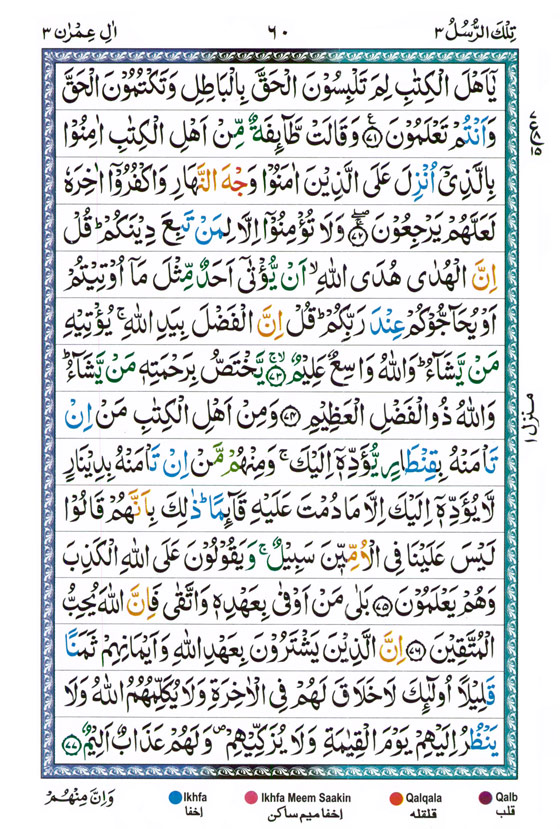 تِلْكَ الرُّسُلُ ٣
٦٠
اٰلِ عِمْرٰن ٣
يٰۤاَهْلَ الْكِتٰبِ لِمَ تَلْبِسُوْنَ الْحَقَّ بِالْبَاطِلِ وَتَكْتُمُوْنَ الْحَقَّ
وَاَنْتُمْ تَعْلَمُوْنَ ﴿٧١﴾ وَقَالَتْ طَّآئِفَةٌ مِّنْ اَهْلِ الْكِتٰبِ اٰمِنُوْا
بِالَّذِيْۤ اُنْزِلَ عَلَى الَّذِيْنَ اٰمَنُوْا وَجْهَ النَّهَارِ وَاكْفُرُوْۤا اٰخِرَهٗ
لَعَلَّهُمْ يَرْجِعُوْنَ ﴿٧٢﴾ وَلَا تُؤْمِنُوْۤا اِلَّا لِمَنْ تَبِعَ دِيْنَكُمْ ؕ قُلْ
اِنَّ الْهُدٰى هُدَى اللّٰهِ ۙ اَنْ يُّؤْتٰۤى اَحَدٌ مِّثْلَ مَاۤ اُوْتِيْتُمْ
اَوْ يُحَآجُّوْكُمْ عِنْدَ رَبِّكُمْ ؕ قُلْ اِنَّ الْفَضْلَ بِيَدِ اللّٰهِ ۚ يُؤْتِيْهِ
مَنْ يَّشَآءُ ؕ وَاللّٰهُ وَاسِعٌ عَلِيْمٌ ﴿٧٣﴾ ۙۚ يَّخْتَصُّ بِرَحْمَتِهٖ مَنْ يَّشَآءُ ؕ
وَاللّٰهُ ذُو الْفَضْلِ الْعَظِيْمِ ﴿٧٤﴾ وَمِنْ اَهْلِ الْكِتٰبِ مَنْ اِنْ
تَاْمَنْهُ بِقِنْطَارٍ يُّؤَدِّهٖۤ اِلَيْكَ ۚ وَمِنْهُمْ مَّنْ اِنْ تَاْمَنْهُ بِدِيْنَارٍ
لَّا يُؤَدِّهٖۤ اِلَيْكَ اِلَّا مَا دُمْتَ عَلَيْهِ قَآئِمًا ؕ ذٰلِكَ بِاَنَّهُمْ قَالُوْا
لَيْسَ عَلَيْنَا فِى الْاُمِّيّٖنَ سَبِيْلٌ ۚ وَيَقُوْلُوْنَ عَلَى اللّٰهِ الْكَذِبَ
وَهُمْ يَعْلَمُوْنَ ﴿٧٥﴾ بَلٰى مَنْ اَوْفٰى بِعَهْدِهٖ وَاتَّقٰى فَاِنَّ اللّٰهَ يُحِبُّ
الْمُتَّقِيْنَ ﴿٧٦﴾ اِنَّ الَّذِيْنَ يَشْتَرُوْنَ بِعَهْدِ اللّٰهِ وَاَيْمَانِهِمْ ثَمَنًا
قَلِيْلًا اُولٰٓئِكَ لَا خَلَاقَ لَهُمْ فِى الْاٰخِرَةِ وَلَا يُكَلِّمُهُمُ اللّٰهُ وَلَا
يَنْظُرُ اِلَيْهِمْ يَوْمَ الْقِيٰمَةِ وَلَا يُزَكِّيْهِمْ ۪ وَلَهُمْ عَذَابٌ اَلِيْمٌ ﴿٧٧﴾
منزل ١
وَاِنَّ مِنْهُمْ
Ikhfa
اخفا
Ikhfa Meem Saakin
اخفا ميم ساكن
Qalqala
قلقله
Qalb
قلب